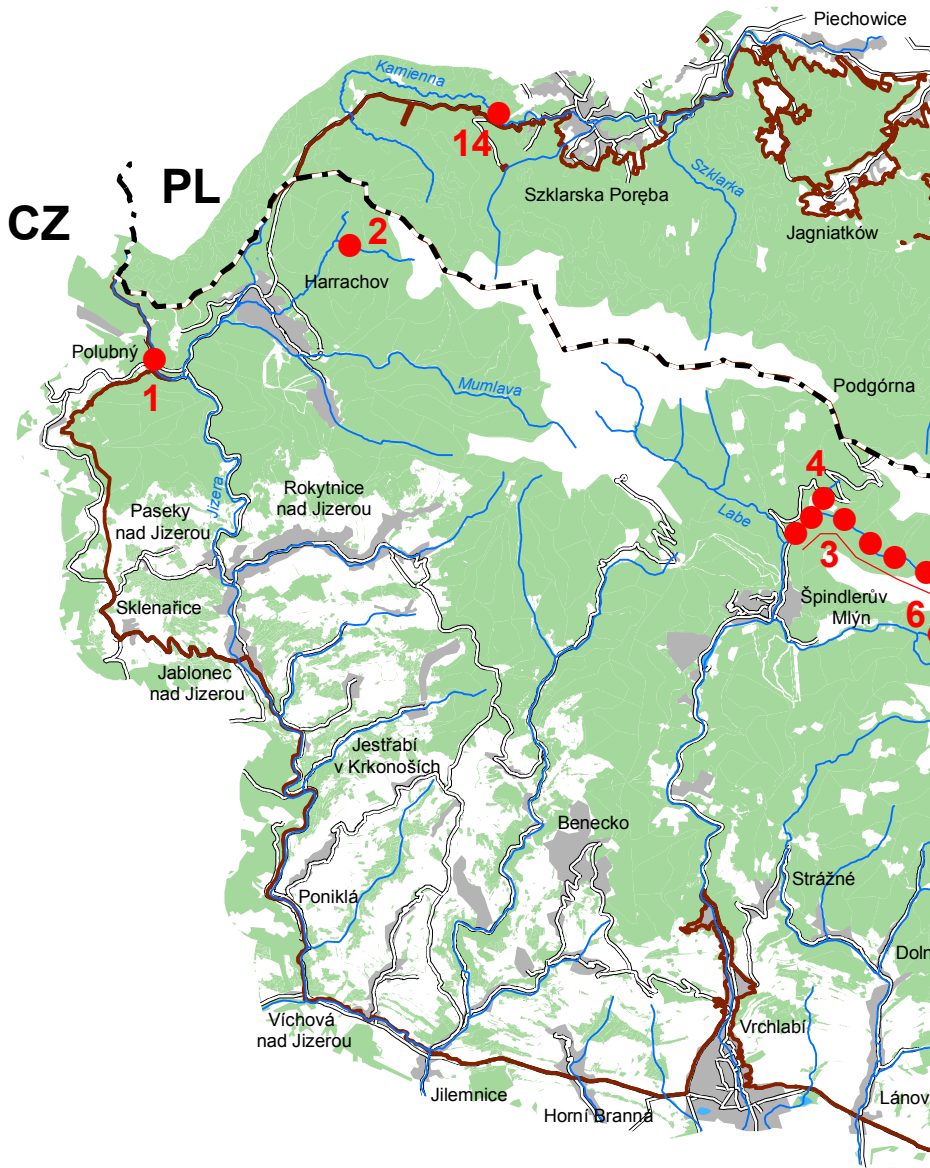 Piechowice
Kamienna
14
Szklarska Poręba
Szklarka
PL
CZ
2
Jagniatków
Harrachov
Polubný
1
Mumlava
Podgórna
4
Jizera
Rokytnice
nad Jizerou
Paseky
nad Jizerou
Labe
3
Špindlerův
Mlýn
6
Sklenařice
Jablonec
nad Jizerou
Jestřabí
v Krkonoších
Benecko
Strážné
Poniklá
Doln
Víchová
nad Jizerou
Vrchlabí
Jilemnice
Horní Branná
Lánov